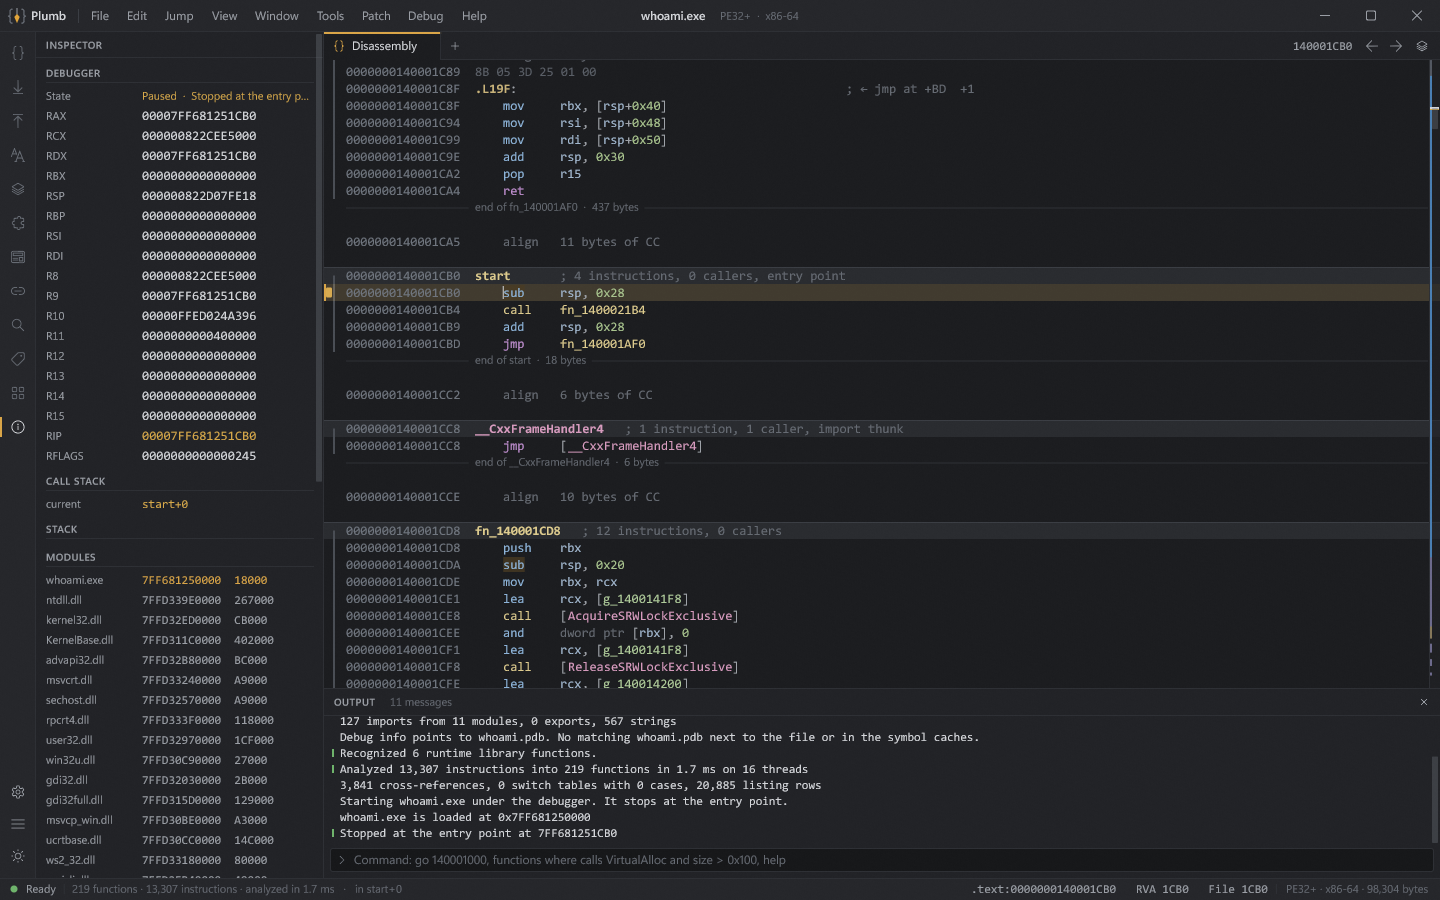 Plumb File Edit Jump View Window Tools Patch Debug Help whoami.exe PE32+ · x86-64
INSPECTOR
DEBUGGER
State Paused · Stopped at the entry p...
RAX 00007FF681251CB0
RCX 000000822CEE5000
RDX 00007FF681251CB0
RBX 0000000000000000
RSP 000000822D07FE18
RBP 0000000000000000
RSI 0000000000000000
RDI 0000000000000000
R8 000000822CEE5000
R9 00007FF681251CB0
R10 00000FFED024A396
R11 0000000000400000
R12 0000000000000000
R13 0000000000000000
R14 0000000000000000
R15 0000000000000000
RIP 00007FF681251CB0
RFLAGS 0000000000000245
CALL STACK
current start+0
STACK
MODULES
whoami.exe 7FF681250000 18000
ntdll.dll 7FFD339E0000 267000
kernel32.dll 7FFD32ED0000 CB000
KernelBase.dll 7FFD311C0000 402000
advapi32.dll 7FFD32B80000 BC000
msvcrt.dll 7FFD33240000 A9000
sechost.dll 7FFD32570000 A9000
rpcrt4.dll 7FFD333F0000 118000
user32.dll 7FFD32970000 1CF000
win32u.dll 7FFD30C90000 27000
gdi32.dll 7FFD32030000 2B000
gdi32full.dll 7FFD315D0000 129000
msvcp_win.dll 7FFD30BE0000 A3000
ucrtbase.dll 7FFD30CC0000 14C000
ws2_32.dll 7FFD33180000 80000
Disassembly 140001CB0
0000000140001C89 8B 05 3D 25 01 00
0000000140001C8F .L19F: ; ← jmp at +BD +1
0000000140001C8F mov rbx, [rsp+0x40]
0000000140001C94 mov rsi, [rsp+0x48]
0000000140001C99 mov rdi, [rsp+0x50]
0000000140001C9E add rsp, 0x30
0000000140001CA2 pop r15
0000000140001CA4 ret
end of fn_140001AF0 · 437 bytes
0000000140001CA5 align 11 bytes of CC
0000000140001CB0 start ; 4 instructions, 0 callers, entry point
0000000140001CB0 sub rsp, 0x28
0000000140001CB4 call fn_1400021B4
0000000140001CB9 add rsp, 0x28
0000000140001CBD jmp fn_140001AF0
end of start · 18 bytes
0000000140001CC2 align 6 bytes of CC
0000000140001CC8 __CxxFrameHandler4 ; 1 instruction, 1 caller, import thunk
0000000140001CC8 jmp [__CxxFrameHandler4]
end of __CxxFrameHandler4 · 6 bytes
0000000140001CCE align 10 bytes of CC
0000000140001CD8 fn_140001CD8 ; 12 instructions, 0 callers
0000000140001CD8 push rbx
0000000140001CDA sub rsp, 0x20
0000000140001CDE mov rbx, rcx
0000000140001CE1 lea rcx, [g_1400141F8]
0000000140001CE8 call [AcquireSRWLockExclusive]
0000000140001CEE and dword ptr [rbx], 0
0000000140001CF1 lea rcx, [g_1400141F8]
0000000140001CF8 call [ReleaseSRWLockExclusive]
0000000140001CFE lea rcx, [g_140014200]
OUTPUT 11 messages
127 imports from 11 modules, 0 exports, 567 strings
Debug info points to whoami.pdb. No matching whoami.pdb next to the file or in the symbol caches.
Recognized 6 runtime library functions.
Analyzed 13,307 instructions into 219 functions in 1.7 ms on 16 threads
3,841 cross-references, 0 switch tables with 0 cases, 20,885 listing rows
Starting whoami.exe under the debugger. It stops at the entry point.
whoami.exe is loaded at 0x7FF681250000
Stopped at the entry point at 7FF681251CB0
Command: go 140001000, functions where calls VirtualAlloc and size > 0x100, help
Ready 219 functions · 13,307 instructions · analyzed in 1.7 ms · in start+0 .text:0000000140001CB0 RVA 1CB0 File 1CB0 PE32+ · x86-64 · 98,304 bytes